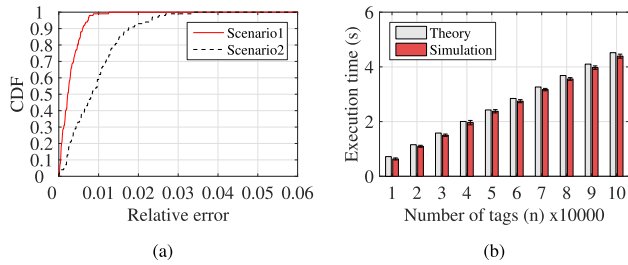 1
0.9
0.8
0.7
0.6
0.5
0.4
0.3
0.2
0.1
0
CDF
Scenario1
Scenario2
0 0.01 0.02 0.03 0.04 0.05 0.06
Relative error
(a)
6
4
2
0
Execution time (s)
Theory
Simulation
1 2 3 4 5 6 7 8 9 10
Number of tags (n) x10000
(b)